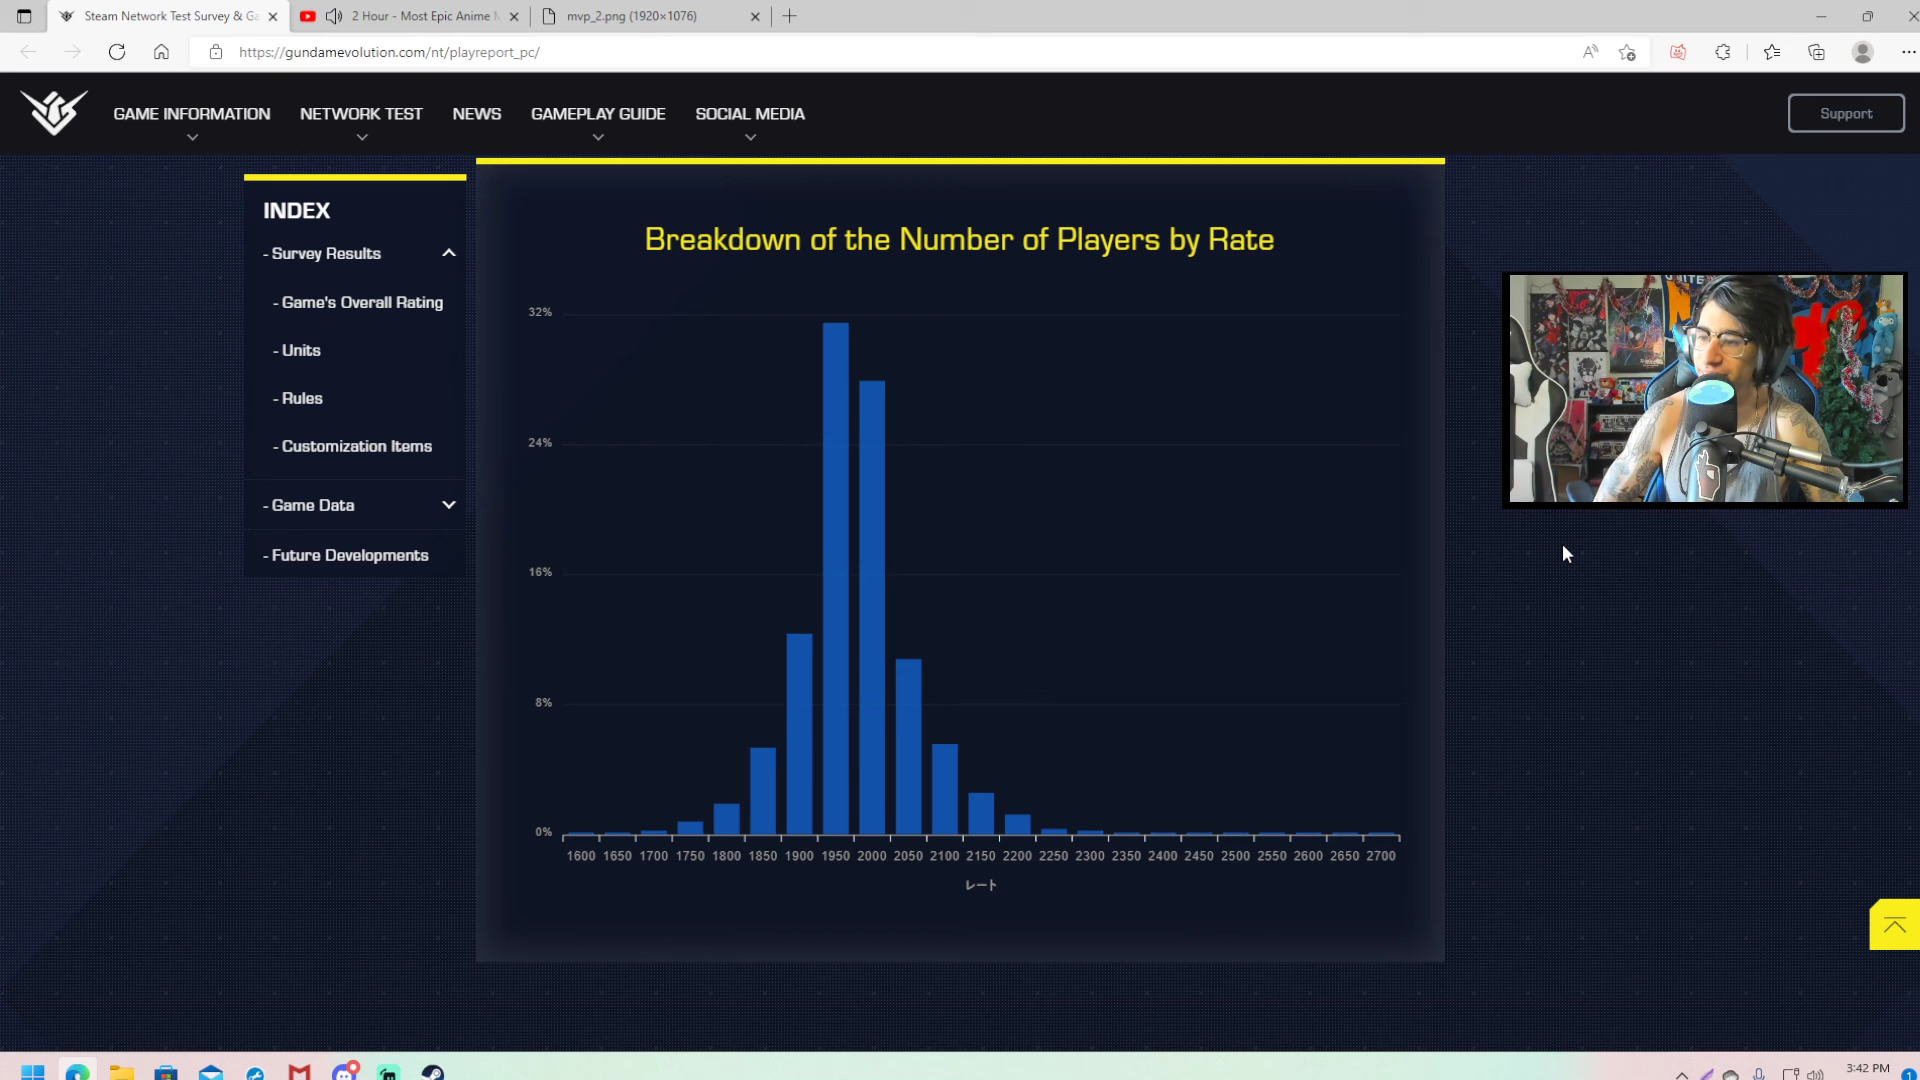 Steam Network Test Survey & Ga
2 Hour - Most Epic Anime M
mvp_2.png (1920×1076)
https://gundamevolution.com/nt/playreport_pc/
GAME INFORMATION
NETWORK TEST
NEWS
GAMEPLAY GUIDE
SOCIAL MEDIA
Support
INDEX
- Survey Results
- Game's Overall Rating
- Units
- Rules
- Customization Items
- Game Data
- Future Developments
Breakdown of the Number of Players by Rate
32%
24%
16%
8%
0%
1600 1650 1700 1750 1800 1850 1900 1950 2000 2050 2100 2150 2200 2250 2300 2350 2400 2450 2500 2550 2600 2650 2700
レート
3:42 PM
1